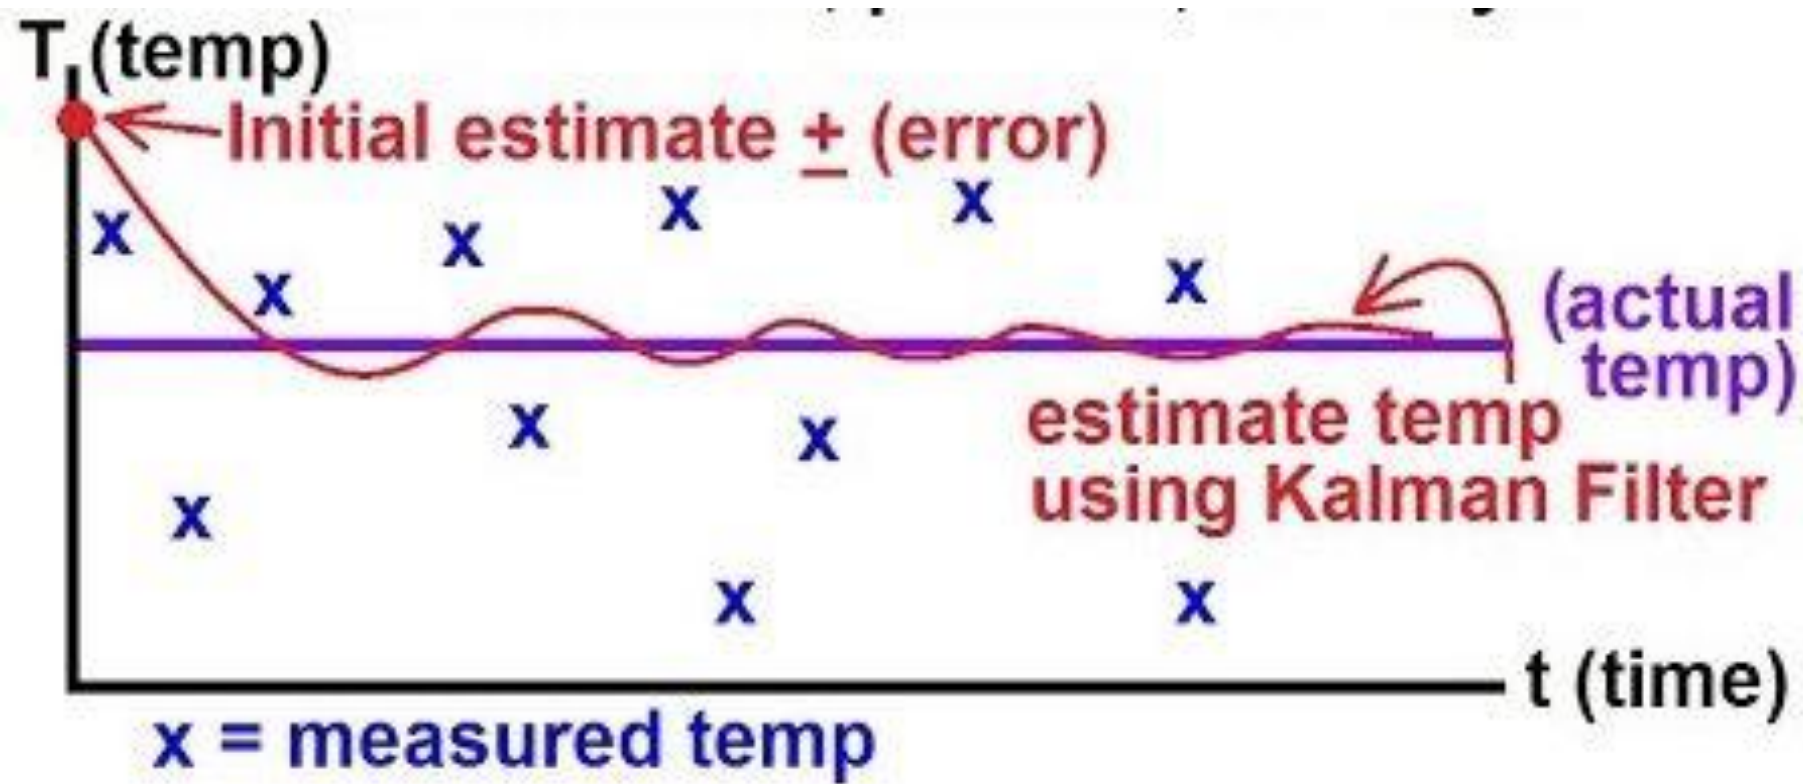 T (temp)
Initial estimate ± (error)
x
x
x
x
x
x
(actual
temp)
x
x
estimate temp
using Kalman Filter
x
x
x
t (time)
x = measured temp